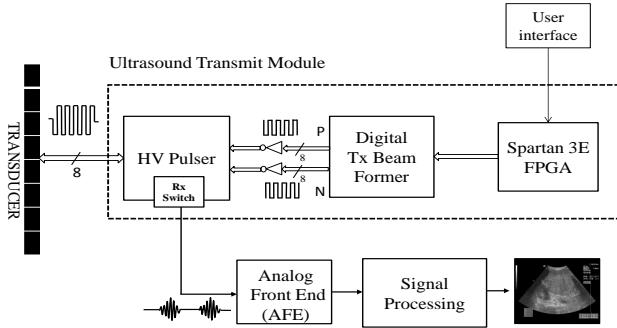 User
interface
Ultrasound Transmit Module
TRANSDUCER
8
HV Pulser
Rx
Switch
P
8
8
N
Digital
Tx Beam
Former
Spartan 3E
FPGA
Analog
Front End
(AFE)
Signal
Processing